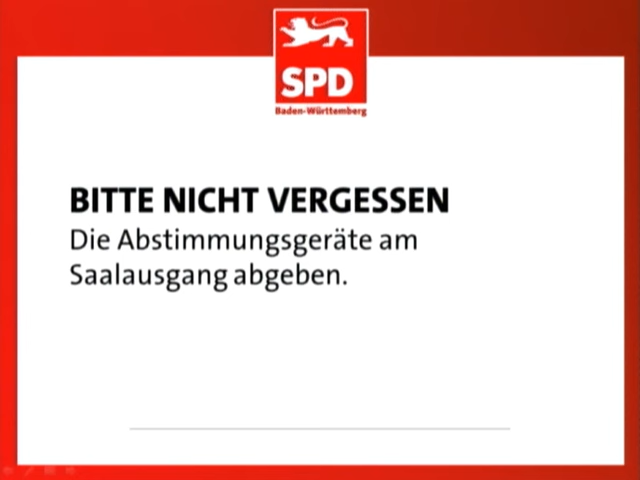 SPD
Baden-Württemberg
BITTE NICHT VERGESSEN
Die Abstimmungsgeräte am
Saalausgang abgeben.